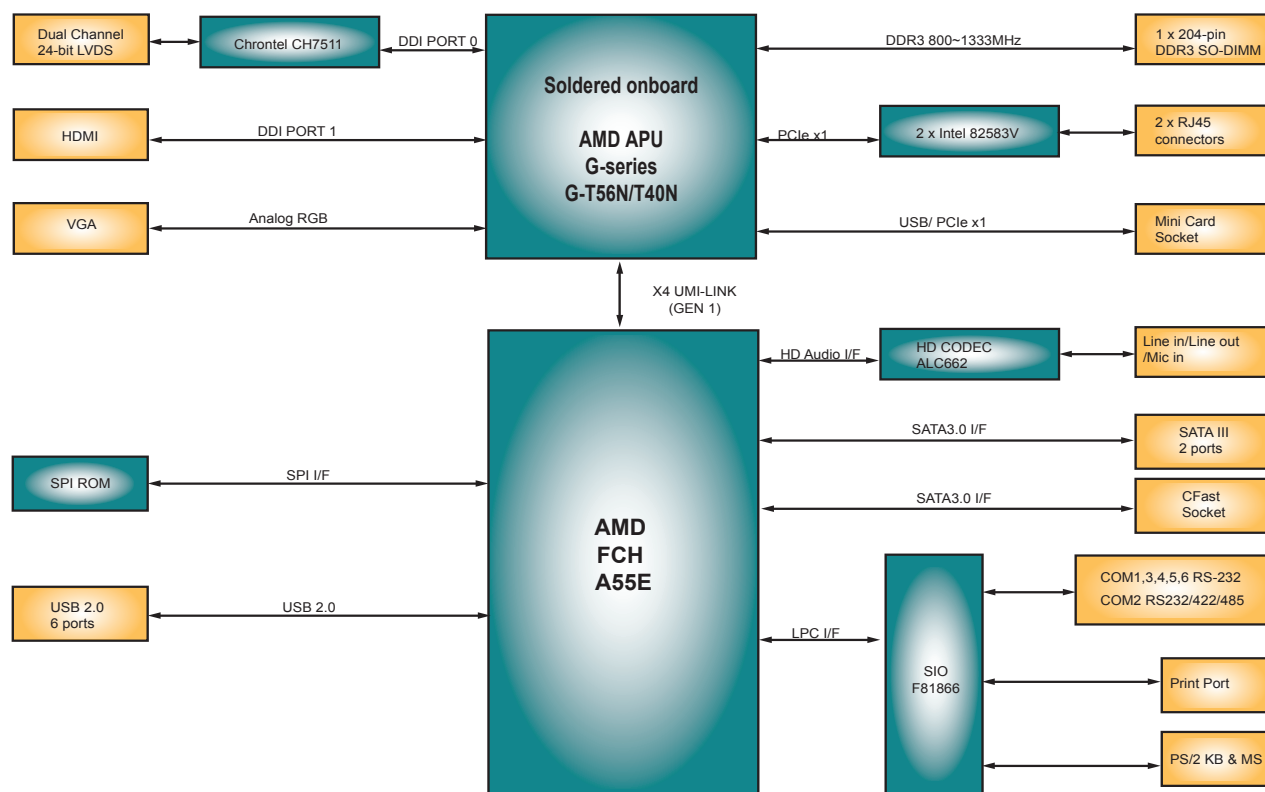 Dual Channel
24-bit LVDS
Chrontel CH7511
DDI PORT 0
HDMI
DDI PORT 1
VGA
Analog RGB
Soldered onboard
AMD APU
G-series
G-T56N/T40N
DDR3 800~1333MHz
1 x 204-pin
DDR3 SO-DIMM
PCIe x1
2 x Intel 82583V
2 x RJ45
connectors
USB/ PCIe x1
Mini Card
Socket
X4 UMI-LINK
(GEN 1)
AMD
FCH
A55E
SPI ROM
SPI I/F
USB 2.0
6 ports
USB 2.0
HD Audio I/F
HD CODEC
ALC662
Line in/Line out
/Mic in
SATA3.0 I/F
SATA III
2 ports
SATA3.0 I/F
CFast
Socket
LPC I/F
SIO
F81866
COM1,3,4,5,6 RS-232
COM2 RS232/422/485
Print Port
PS/2 KB & MS